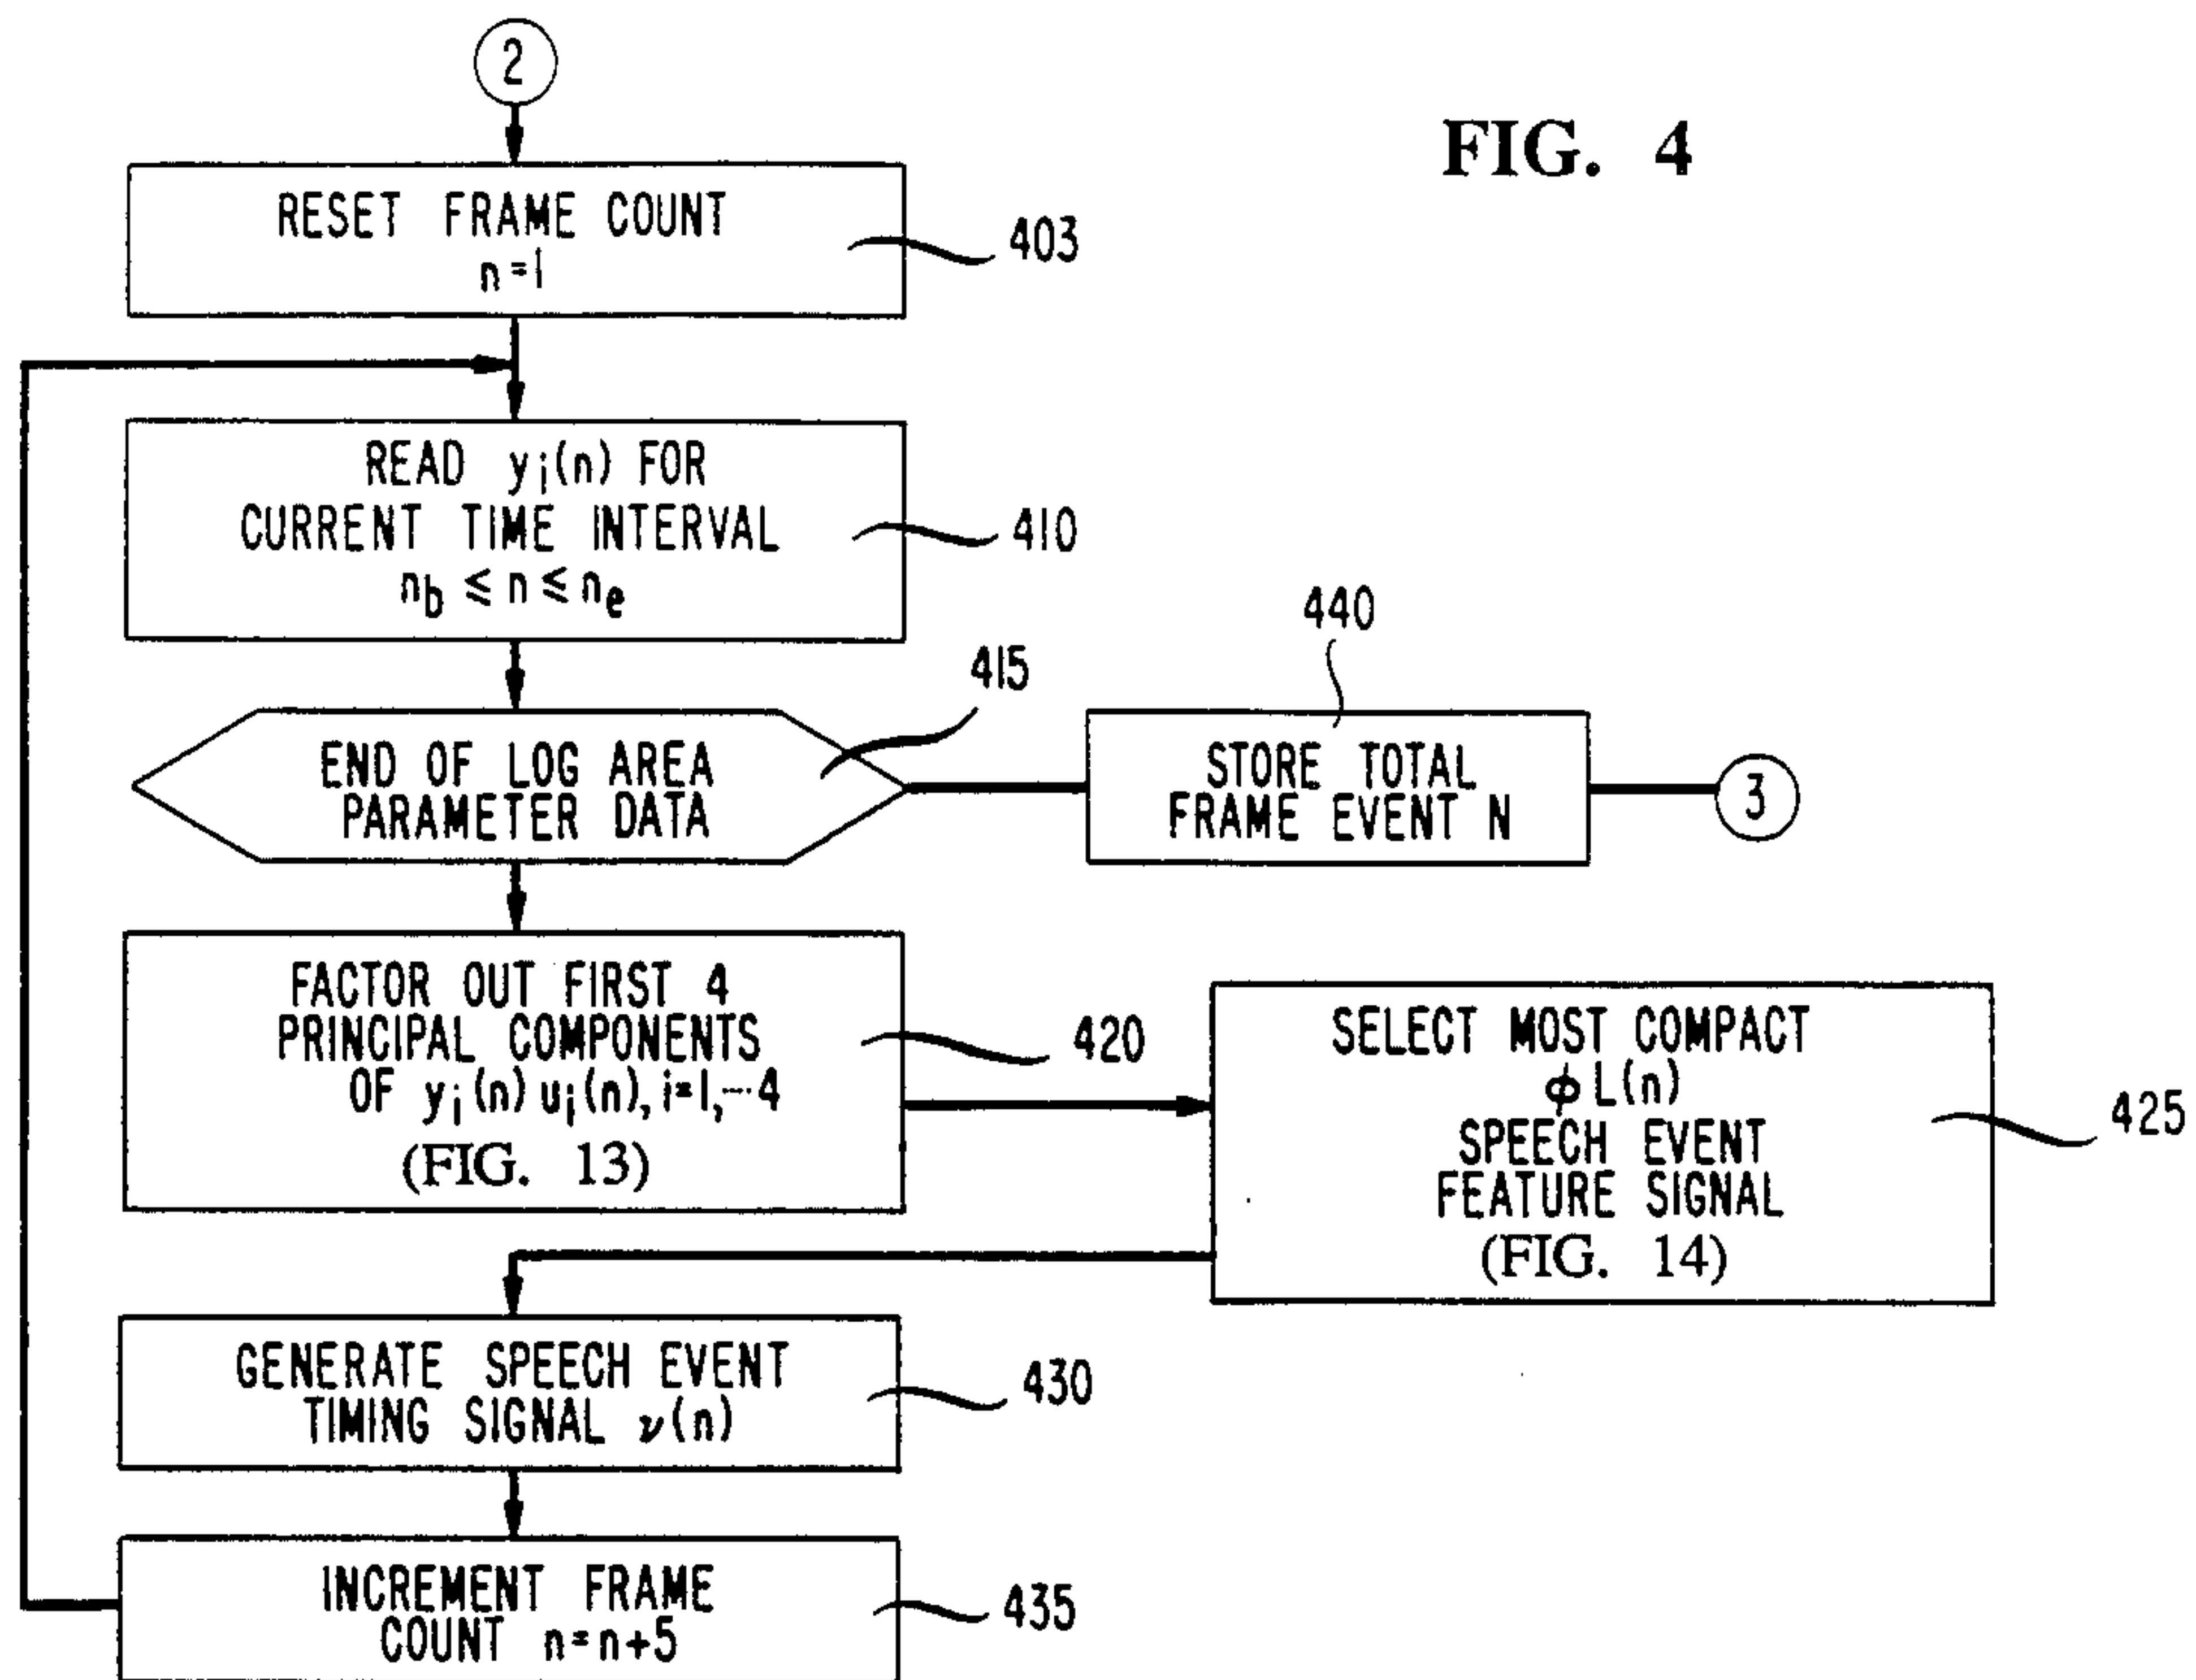 2
FIG. 4
RESET FRAME COUNT
n=1
403
READ yi(n) FOR
CURRENT TIME INTERVAL
nb ≤ n ≤ ne
410
415
440
END OF LOG AREA
PARAMETER DATA
STORE TOTAL
FRAME EVENT N
3
FACTOR OUT FIRST 4
PRINCIPAL COMPONENTS
OF yi(n) ui(n), i=1,---4
(FIG. 13)
420
SELECT MOST COMPACT
ϕ L(n)
SPEECH EVENT
FEATURE SIGNAL
(FIG. 14)
425
GENERATE SPEECH EVENT
TIMING SIGNAL ν(n)
430
INCREMENT FRAME
COUNT n=n+5
435